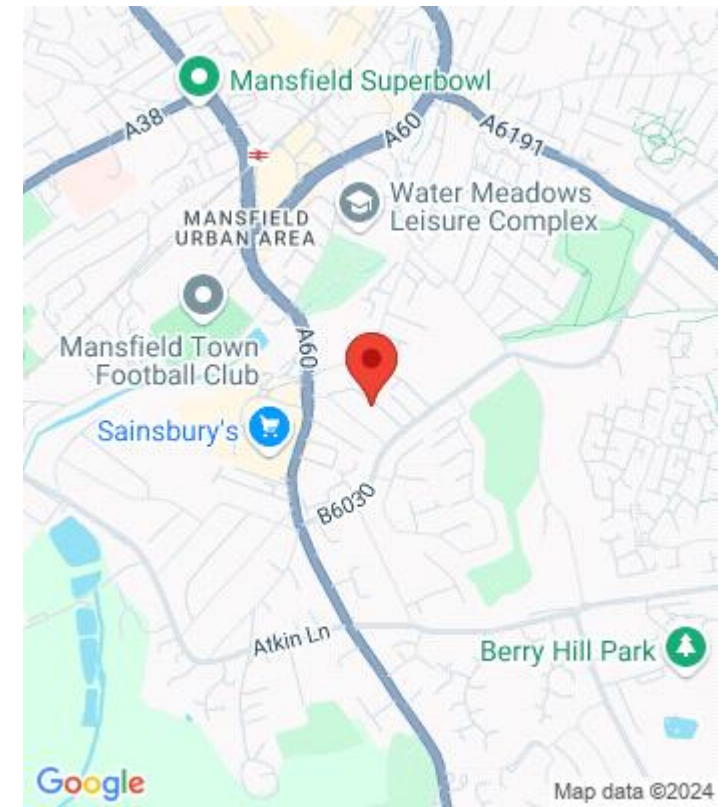 Mansfield Superbowl
A38
A60
A6191
Water Meadows
Leisure Complex
MANSFIELD
URBAN AREA
Mansfield Town
Football Club
A60
Sainsbury's
B6030
Atkin Ln
Berry Hill Park
Google
Map data ©2024